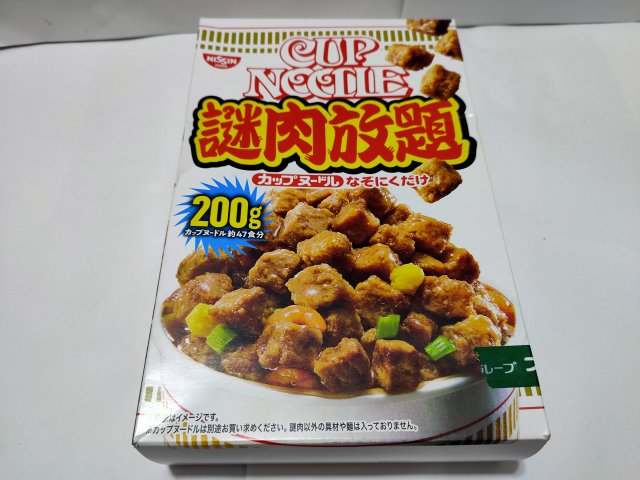 NISSIN
CUP
NOODLE
謎肉放題
カップヌードル なぞにくだけ
200g
カップヌードル 約47食分
グループ
はイメージです。
カップヌードルは別途お買い求めください。謎肉以外の具材や麺は入っておりません。